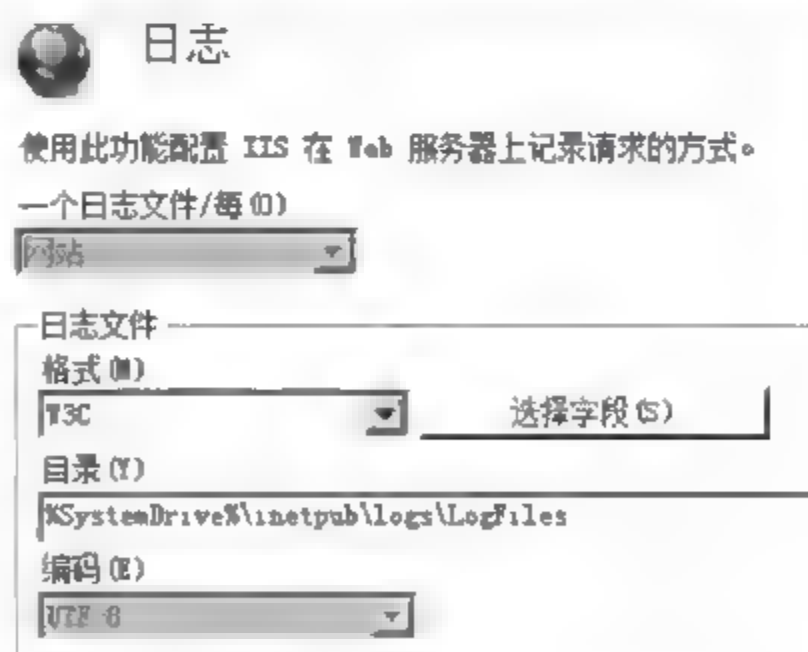 日志
使用此功能配置 IIS 在 Web 服务器上记录请求的方式。
一个日志文件/每(O)
网站
日志文件
格式(M)
W3C
选择字段(S)
目录(Y)
%SystemDrive%\inetpub\logs\LogFiles
编码(E)
UTF-8